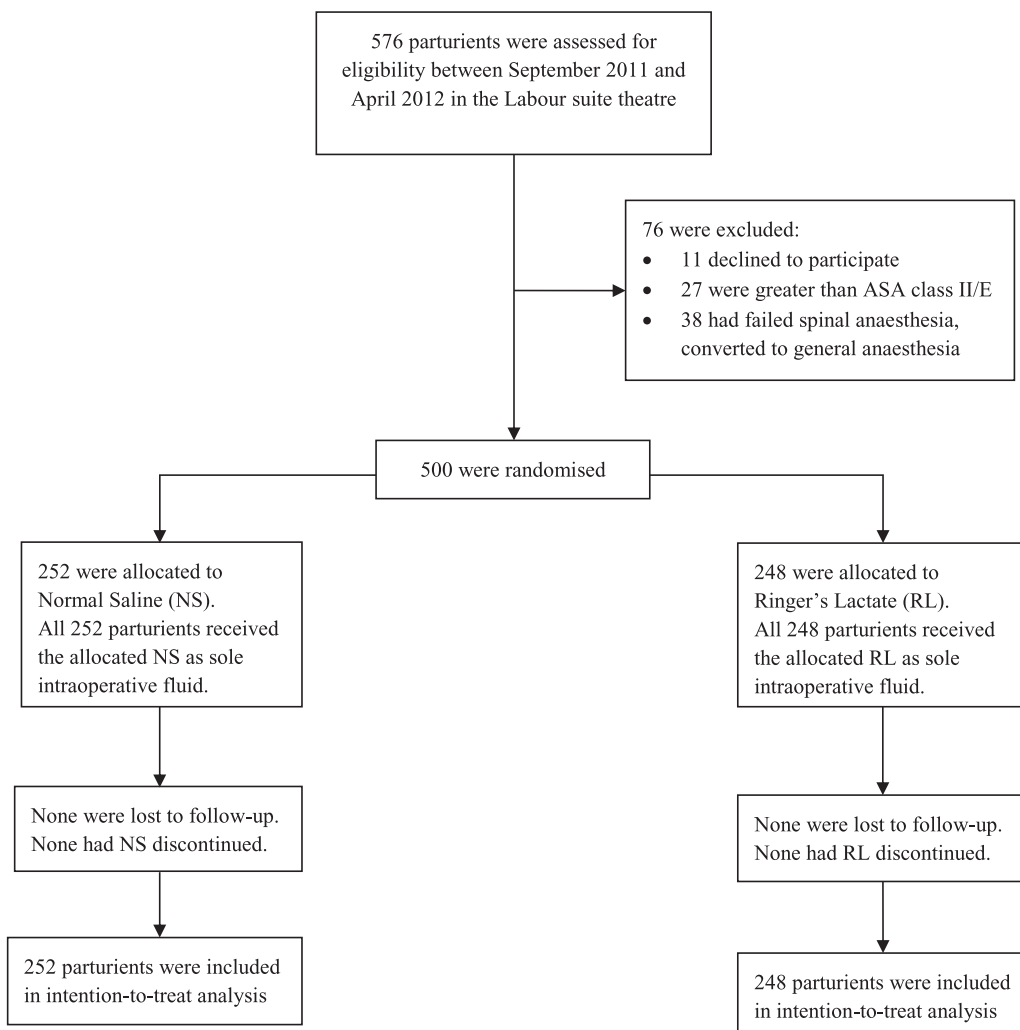 576 parturients were assessed for
eligibility between September 2011 and
April 2012 in the Labour suite theatre
76 were excluded:
• 11 declined to participate
• 27 were greater than ASA class II/E
• 38 had failed spinal anaesthesia,
converted to general anaesthesia
500 were randomised
252 were allocated to
Normal Saline (NS).
All 252 parturients received
the allocated NS as sole
intraoperative fluid.
248 were allocated to
Ringer’s Lactate (RL).
All 248 parturients received
the allocated RL as sole
intraoperative fluid.
None were lost to follow-up.
None had NS discontinued.
None were lost to follow-up.
None had RL discontinued.
252 parturients were included
in intention-to-treat analysis
248 parturients were included
in intention-to-treat analysis